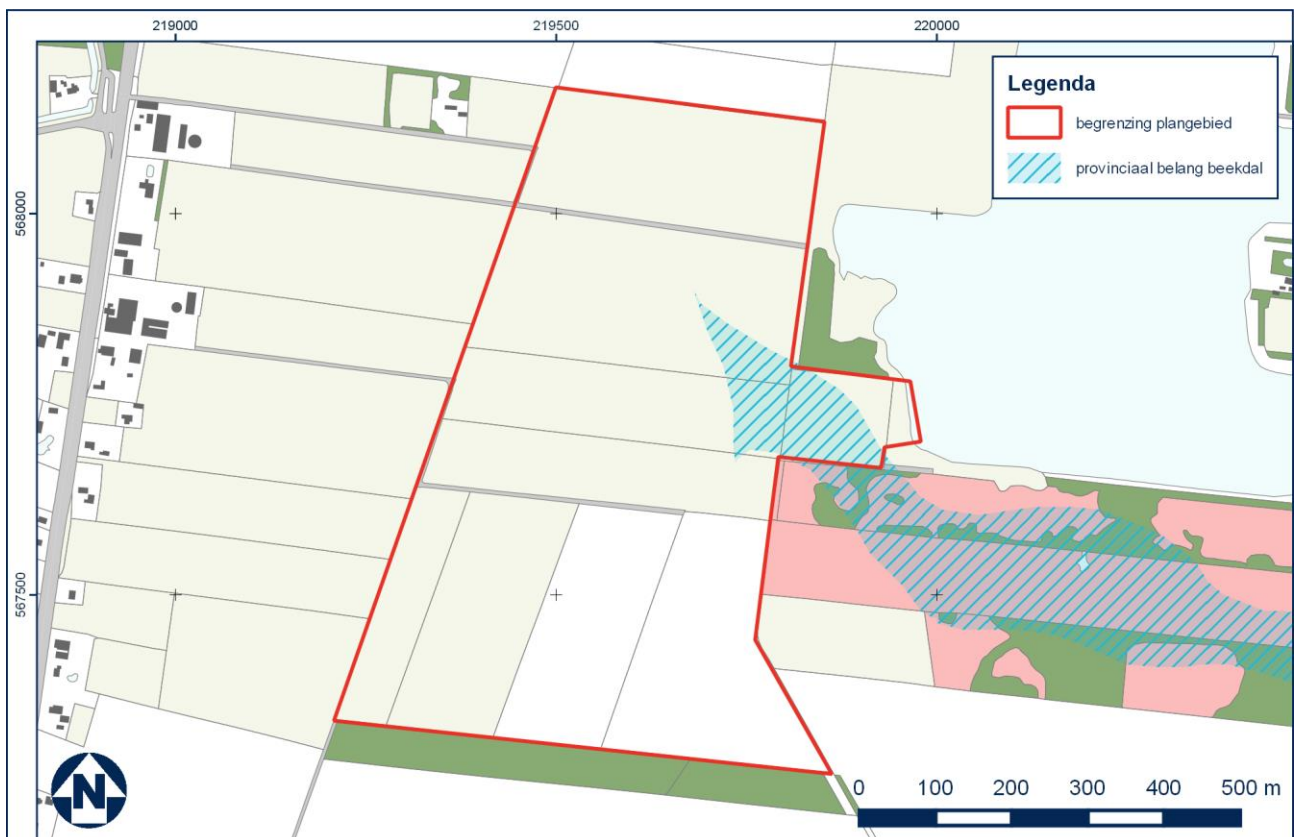 219000 219500 220000
Legenda
begrenzing plangebied
provinciaal belang beekdal
568000
567500
N
0 100 200 300 400 500 m